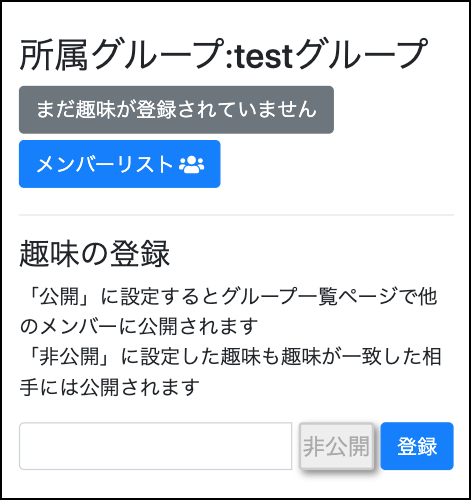 所属グループ:testグループ
まだ趣味が登録されていません
メンバーリスト
趣味の登録
「公開」に設定するとグループ一覧ページで他
のメンバーに公開されます
「非公開」に設定した趣味も趣味が一致した相
手には公開されます
非公開 登録